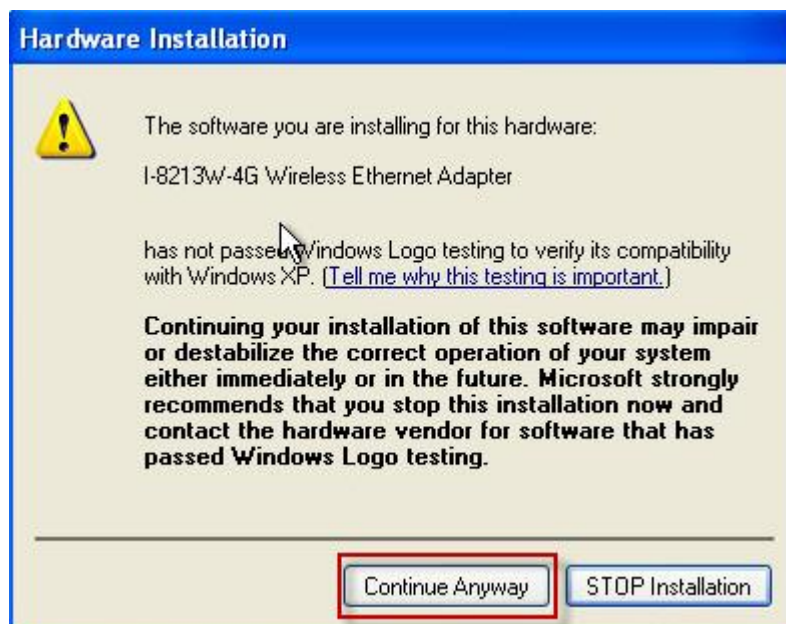 Hardware Installation
The software you are installing for this hardware:
I-8213W-4G Wireless Ethernet Adapter
has not passed Windows Logo testing to verify its compatibility
with Windows XP. (Tell me why this testing is important.)
Continuing your installation of this software may impair
or destabilize the correct operation of your system
either immediately or in the future. Microsoft strongly
recommends that you stop this installation now and
contact the hardware vendor for software that has
passed Windows Logo testing.
Continue Anyway
STOP Installation